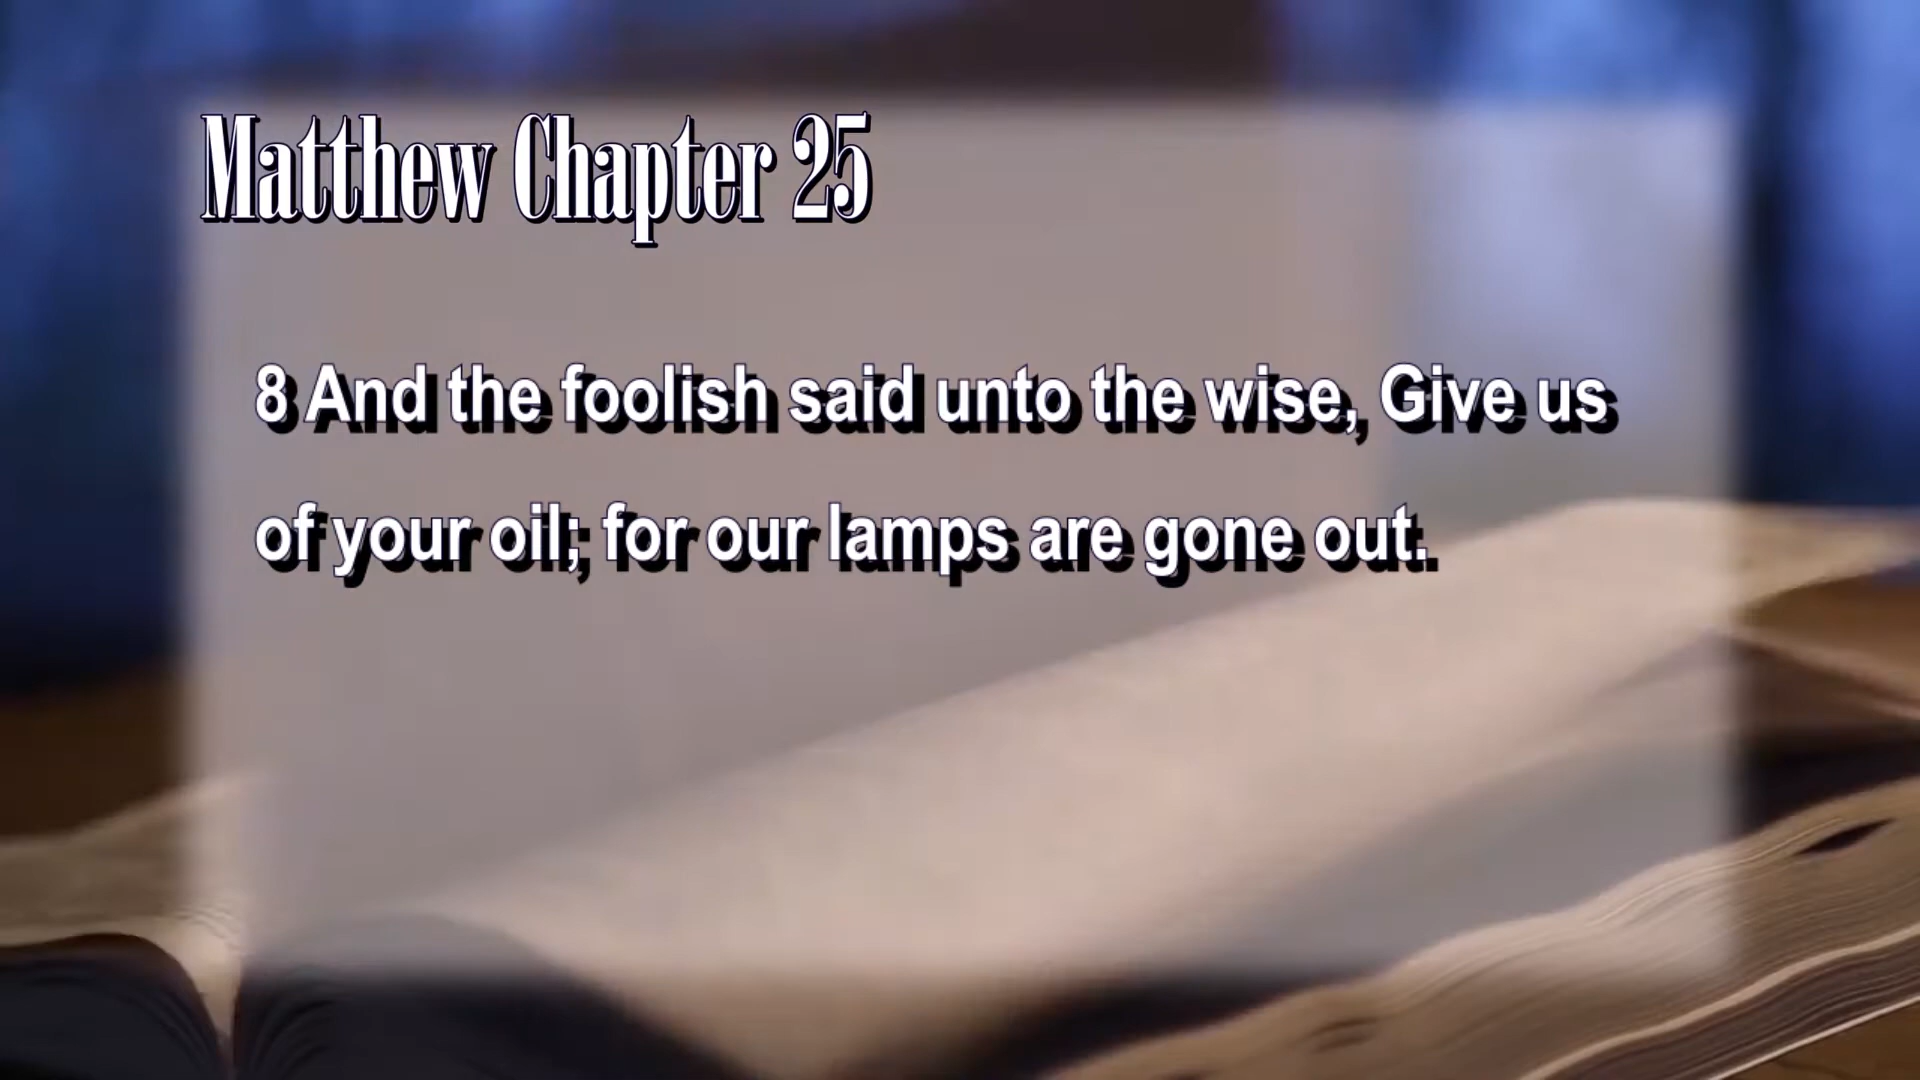 Matthew Chapter 25
8 And the foolish said unto the wise, Give us
of your oil; for our lamps are gone out.